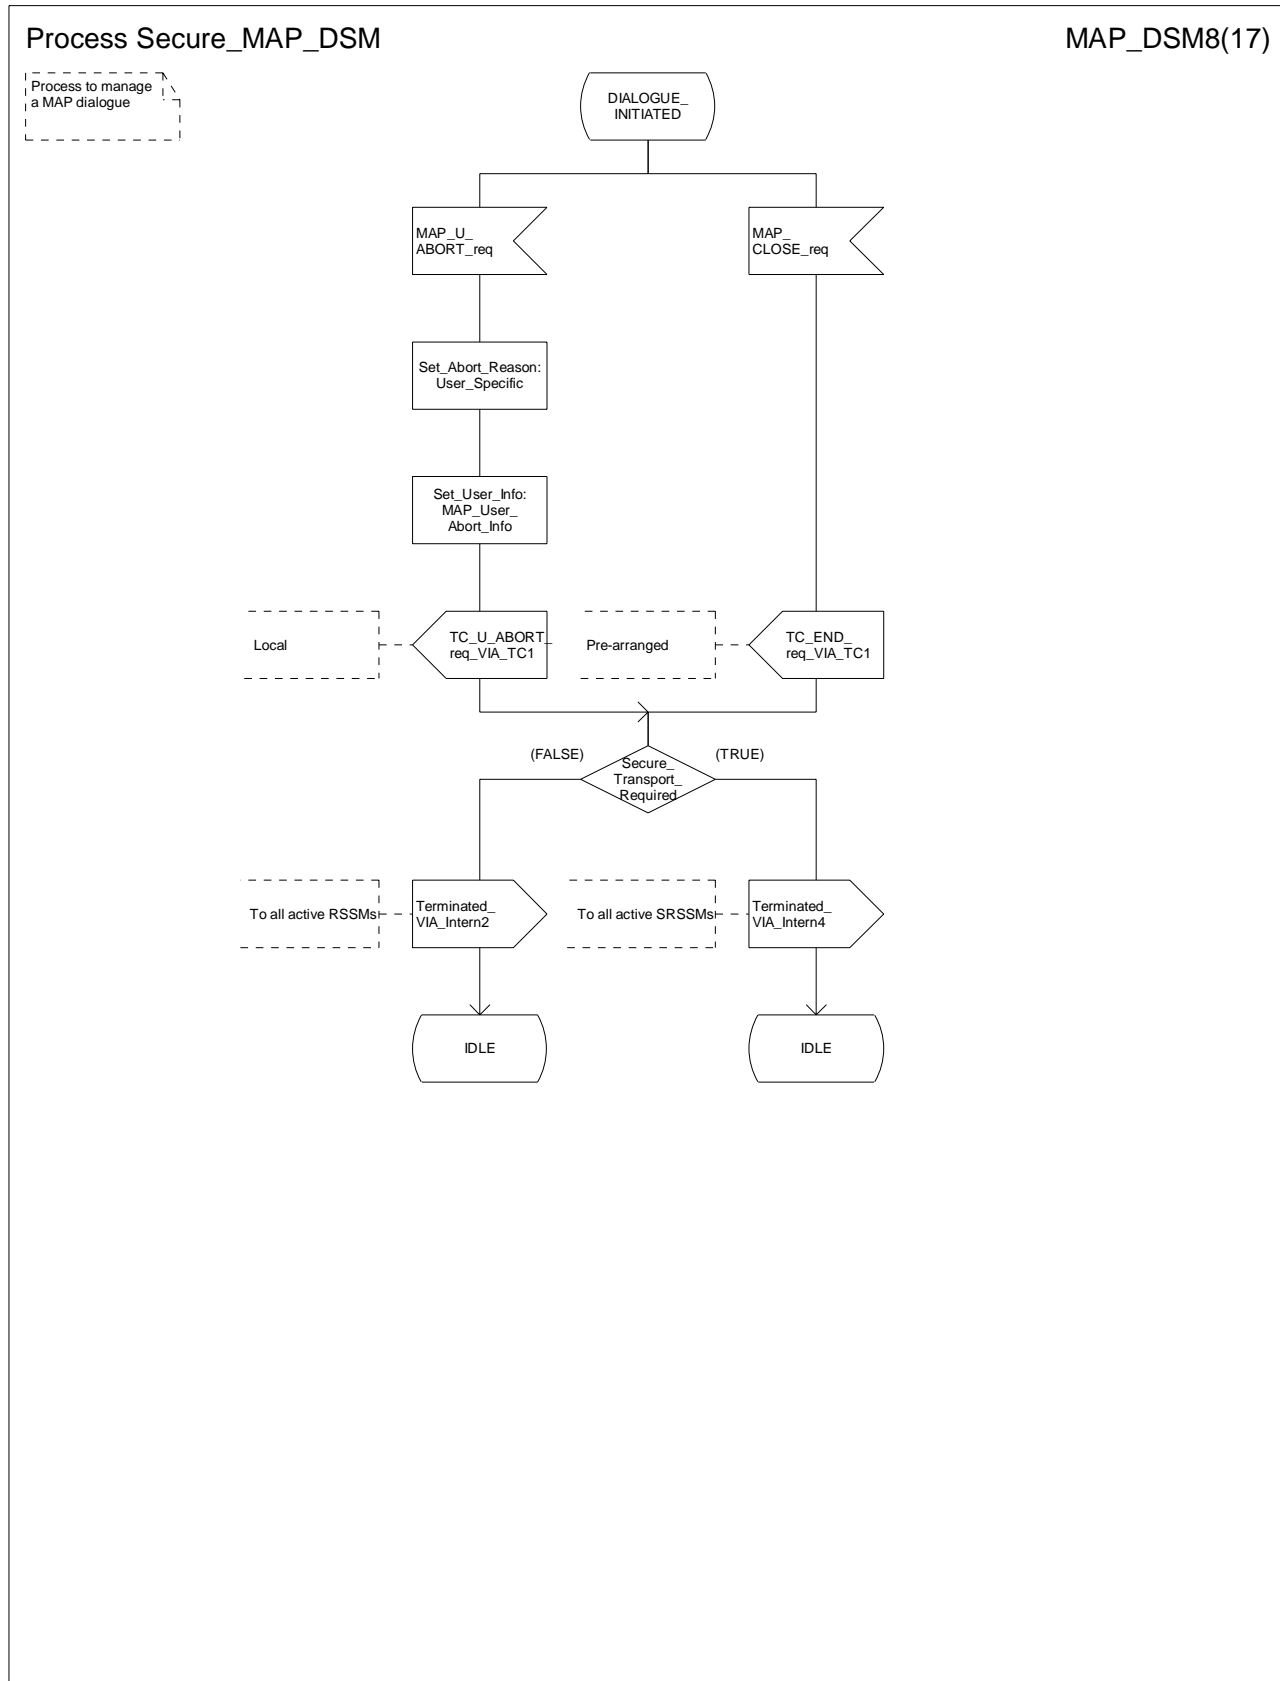 Process Secure_MAP_DSM
MAP_DSM8(17)
Process to manage
a MAP dialogue
DIALOGUE_
INITIATED
MAP_U_
ABORT_req
MAP_
CLOSE_req
Set_Abort_Reason:
User_Specific
Set_User_Info:
MAP_User_
Abort_Info
Local
TC_U_ABORT_
req_VIA_TC1
Pre-arranged
TC_END_
req_VIA_TC1
(FALSE)
(TRUE)
Secure_
Transport_
Required
To all active RSSMs
Terminated_
VIA_Intern2
To all active SRSSMs
Terminated_
VIA_Intern4
IDLE
IDLE